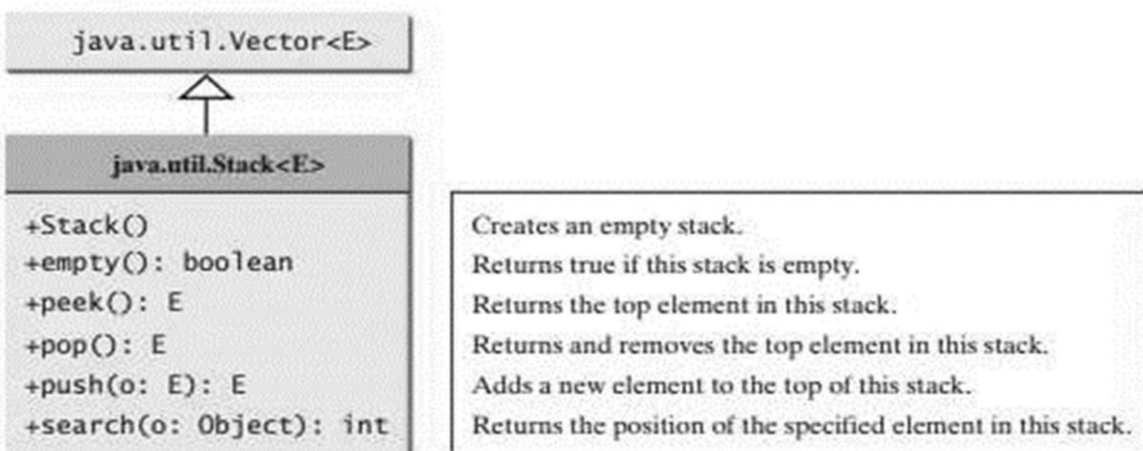 java.util.Vector<E>
java.util.Stack<E>
+Stack()
Creates an empty stack.
+empty(): boolean
Returns true if this stack is empty.
+peek(): E
Returns the top element in this stack.
+pop(): E
Returns and removes the top element in this stack.
+push(o: E): E
Adds a new element to the top of this stack.
+search(o: Object): int
Returns the position of the specified element in this stack.